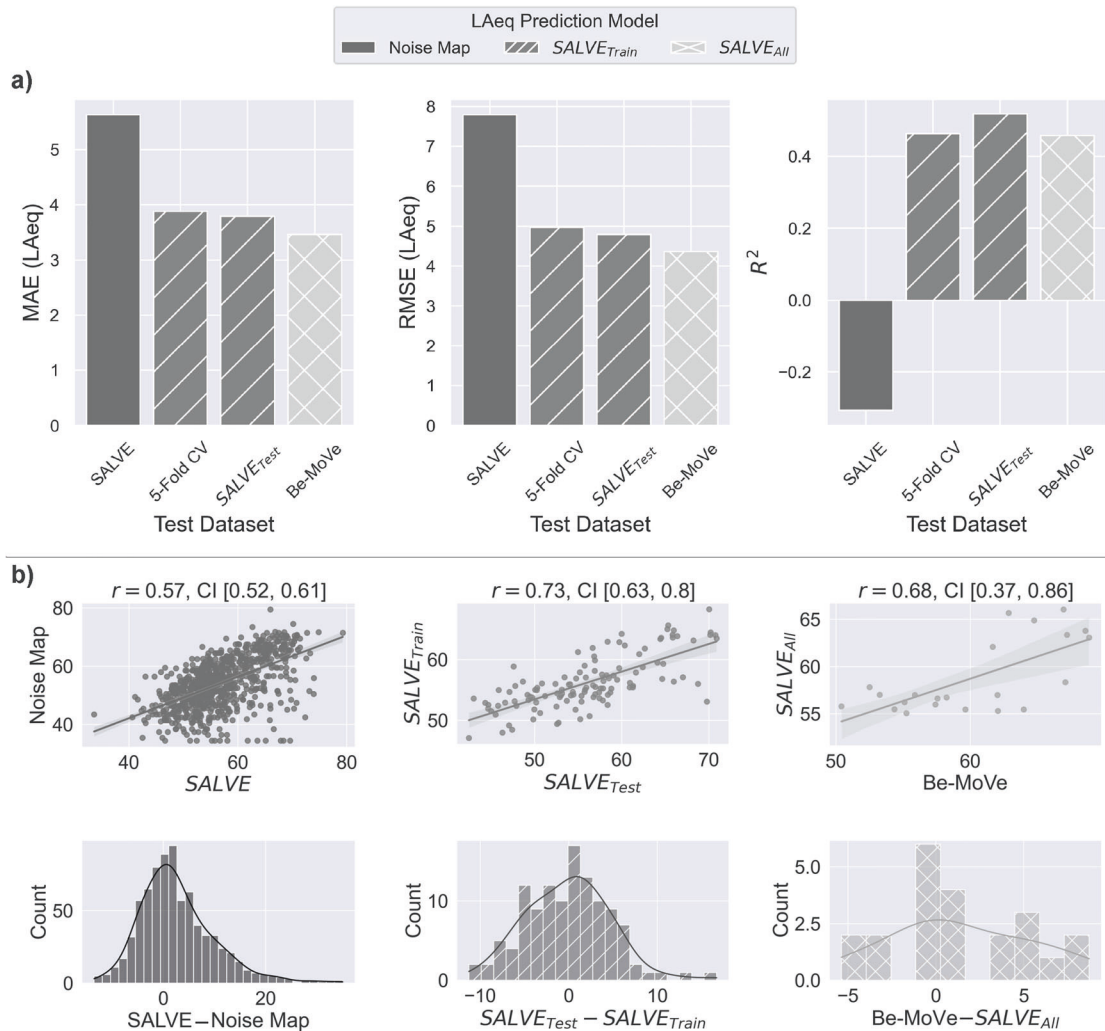 LAeq Prediction Model
Noise Map SALVE_Train SALVE_All
a)
MAE (LAeq)
5
4
3
2
1
0
SALVE 5-Fold CV SALVE_Test Be-MoVe
Test Dataset
RMSE (LAeq)
8
7
6
5
4
3
2
1
0
SALVE 5-Fold CV SALVE_Test Be-MoVe
Test Dataset
R²
0.4
0.2
0.0
−0.2
SALVE 5-Fold CV SALVE_Test Be-MoVe
Test Dataset
b)
r = 0.57, CI [0.52, 0.61]
Noise Map
80
60
40
40 60 80
SALVE
r = 0.73, CI [0.63, 0.8]
SALVE_Train
60
50
50 60 70
SALVE_Test
r = 0.68, CI [0.37, 0.86]
SALVE_All
65
60
55
60
Be-MoVe
Count
50
0
0 20
SALVE−Noise Map
Count
10
0
−10 0 10
SALVE_Test−SALVE_Train
Count
5.0
2.5
0.0
−5 0 5
Be-MoVe−SALVE_All